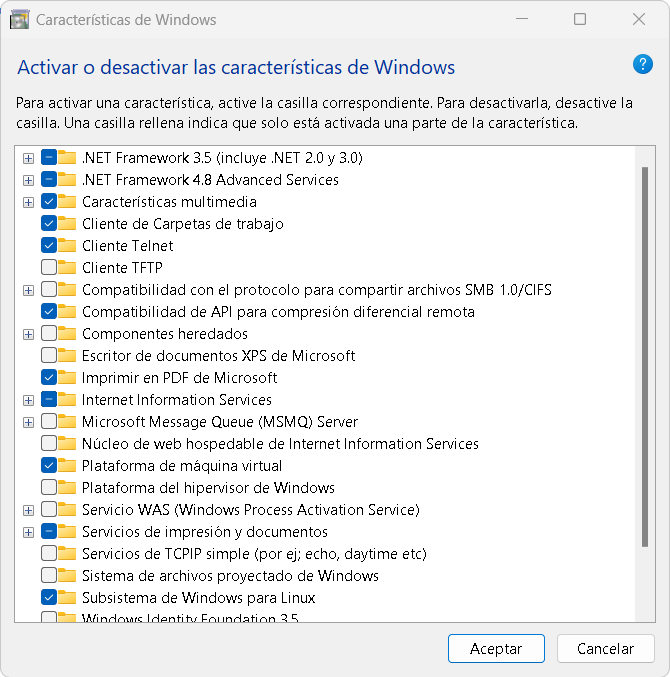 Características de Windows
Activar o desactivar las características de Windows
?
Para activar una característica, active la casilla correspondiente. Para desactivarla, desactive la
casilla. Una casilla rellena indica que solo está activada una parte de la característica.
.NET Framework 3.5 (incluye .NET 2.0 y 3.0)
.NET Framework 4.8 Advanced Services
Características multimedia
Cliente de Carpetas de trabajo
Cliente Telnet
Cliente TFTP
Compatibilidad con el protocolo para compartir archivos SMB 1.0/CIFS
Compatibilidad de API para compresión diferencial remota
Componentes heredados
Escritor de documentos XPS de Microsoft
Imprimir en PDF de Microsoft
Internet Information Services
Microsoft Message Queue (MSMQ) Server
Núcleo de web hospedable de Internet Information Services
Plataforma de máquina virtual
Plataforma del hipervisor de Windows
Servicio WAS (Windows Process Activation Service)
Servicios de impresión y documentos
Servicios de TCPIP simple (por ej; echo, daytime etc)
Sistema de archivos proyectado de Windows
Subsistema de Windows para Linux
Windows Identity Foundation 3.5
Aceptar
Cancelar